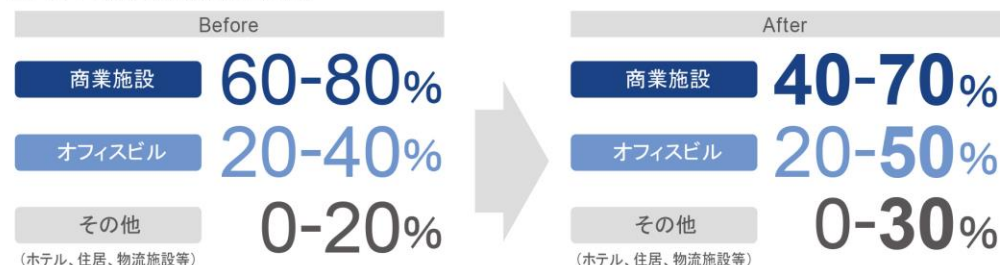 Before
商業施設 60-80%
オフィスビル 20-40%
その他 0-20%
(ホテル、住居、物流施設等)
After
商業施設 40-70%
オフィスビル 20-50%
その他 0-30%
(ホテル、住居、物流施設等)